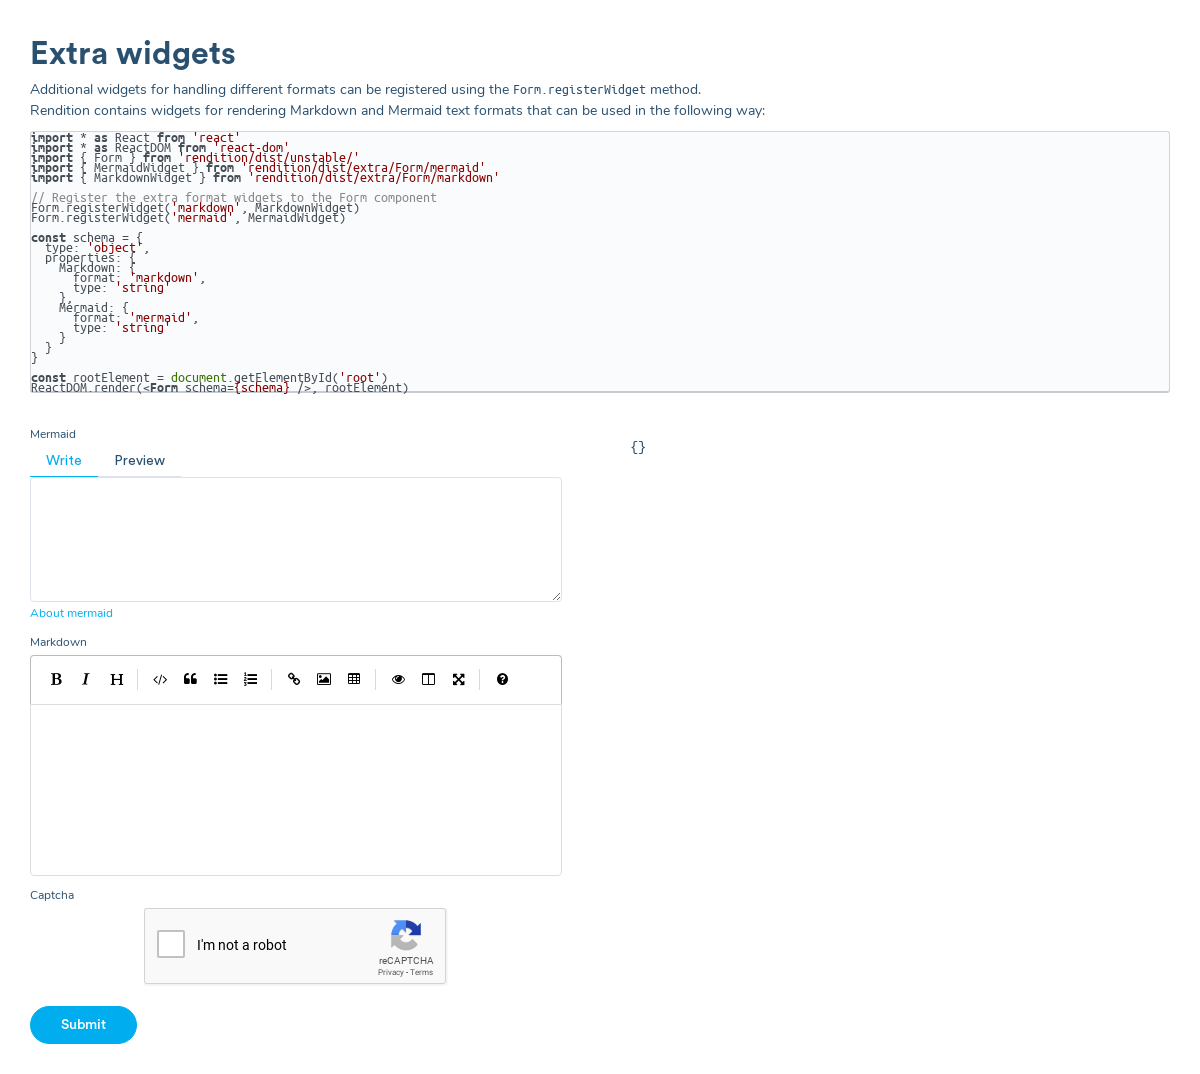 Extra widgets
Additional widgets for handling different formats can be registered using the Form.registerWidget method.
Rendition contains widgets for rendering Markdown and Mermaid text formats that can be used in the following way:
import * as React from 'react'
import * as ReactDOM from 'react-dom'
import { Form } from 'rendition/dist/unstable/'
import { MermaidWidget } from 'rendition/dist/extra/Form/mermaid'
import { MarkdownWidget } from 'rendition/dist/extra/Form/markdown'
// Register the extra format widgets to the Form component
Form.registerWidget('markdown', MarkdownWidget)
Form.registerWidget('mermaid', MermaidWidget)
const schema = {
  type: 'object',
  properties: {
    Markdown: {
      format: 'markdown',
      type: 'string'
    },
    Mermaid: {
      format: 'mermaid',
      type: 'string'
    }
  }
}
const rootElement = document.getElementById('root')
ReactDOM.render(<Form schema={schema} />, rootElement)
Mermaid
{}
Write Preview
About mermaid
Markdown
B I H
Captcha
I'm not a robot
reCAPTCHA
Privacy - Terms
Submit